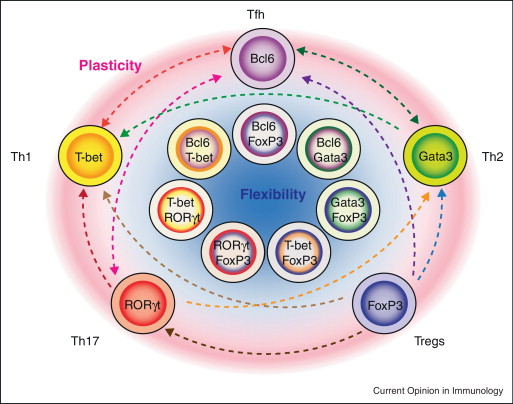 Tfh
Bcl6
Plasticity
Th1
T-bet
Gata3
Th2
Bcl6
T-bet
Bcl6
FoxP3
Bcl6
Gata3
T-bet
RORγt
Flexibility
Gata3
FoxP3
RORγt
FoxP3
T-bet
FoxP3
RORγt
FoxP3
Th17
Tregs
Current Opinion in Immunology